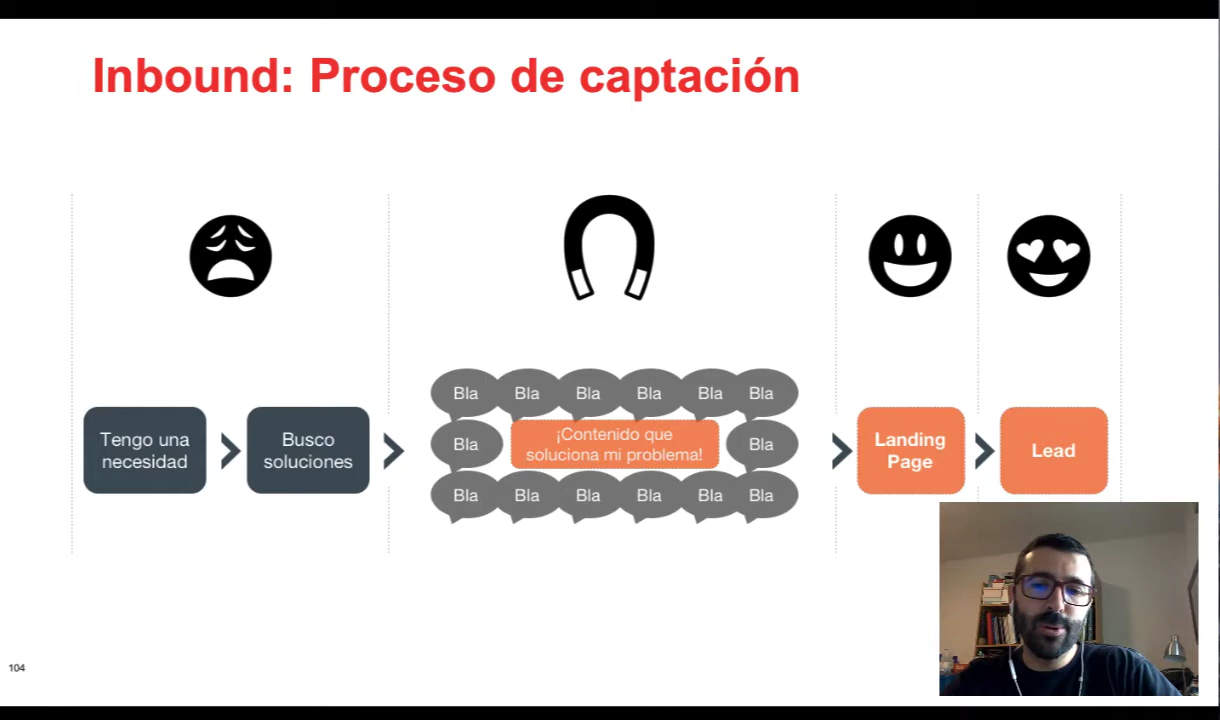 Inbound: Proceso de captación
Tengo una
necesidad
Busco
soluciones
Bla Bla Bla Bla Bla Bla
Bla
¡Contenido que
soluciona mi problema!
Bla
Bla Bla Bla Bla Bla Bla
Landing
Page
Lead
104